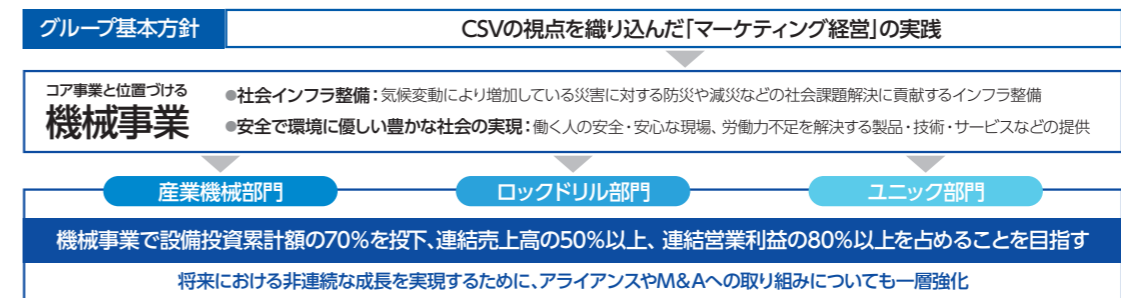 グループ基本方針
CSVの視点を織り込んだ「マーケティング経営」の実践
コア事業と位置づける
機械事業
●社会インフラ整備：気候変動により増加している災害に対する防災や減災などの社会課題解決に貢献するインフラ整備
●安全で環境に優しい豊かな社会の実現：働く人の安全・安心な現場、労働力不足を解決する製品・技術・サービスなどの提供
産業機械部門
ロックドリル部門
ユニック部門
機械事業で設備投資累計額の70%を投下、連結売上高の50%以上、連結営業利益の80%以上を占めることを目指す
将来における非連続な成長を実現するために、アライアンスやM&Aへの取り組みについても一層強化